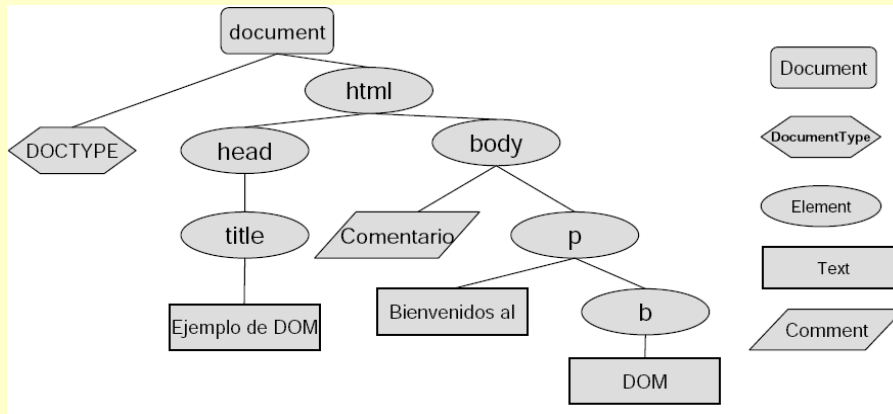 document
Document
html
DOCTYPE
head
body
DocumentType
title
Comentario
p
Element
Ejemplo de DOM
Bienvenidos al
b
Text
DOM
Comment